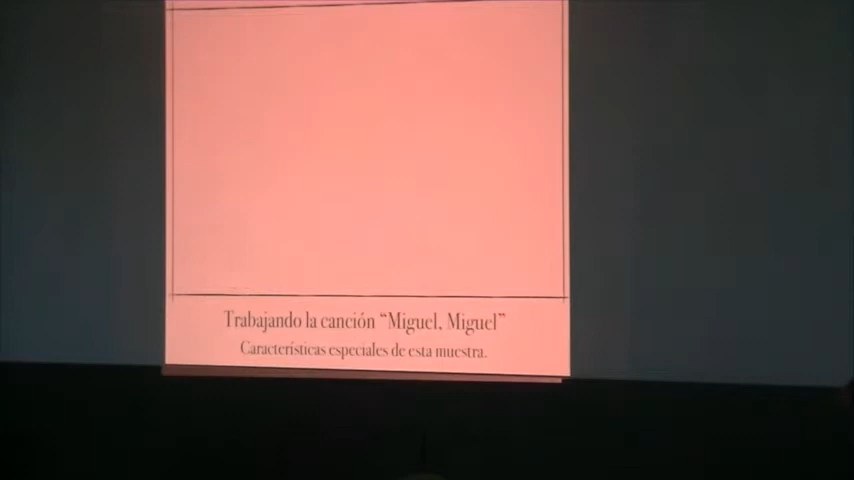 Trabajando la canción “Miguel, Miguel”
Características especiales de esta muestra.